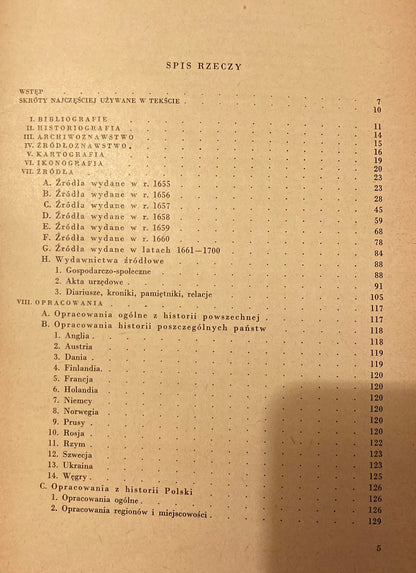 SPIS RZECZY
WSTĘP 7
SKRÓTY NAJCZĘŚCIEJ UŻYWANE W TEKŚCIE 10
I. BIBLIOGRAFIE 11
II. HISTORIOGRAFIA 14
III. ARCHIWOZNAWSTWO 15
IV. ŹRÓDŁOZNAWSTWO 16
V. KARTOGRAFIA 19
VI. IKONOGRAFIA 20
VII. ŹRÓDŁA 23
A. Źródła wydane w r. 1655 23
B. Źródła wydane w r. 1656 28
C. Źródła wydane w r. 1657 45
D. Źródła wydane w r. 1658 59
E. Źródła wydane w r. 1659 68
F. Źródła wydane w r. 1660 78
G. Źródła wydane w latach 1661—1700 84
H. Wydawnictwa źródłowe 88
1. Gospodarczo-społeczne 88
2. Akta urzędowe 91
3. Diariusze, kroniki, pamiętniki, relacje 105
VIII. OPRACOWANIA 117
A. Opracowania ogólne z historii powszechnej 117
B. Opracowania historii poszczególnych państw 118
1. Anglia 118
2. Austria 119
3. Dania 119
4. Finlandia 120
5. Francja 120
6. Holandia 120
7. Niemcy 120
8. Norwegia 120
9. Prusy 120
10. Rosja 122
11. Rzym 123
12. Szwecja 123
13. Ukraina 125
14. Węgry 126
C. Opracowania z historii Polski 126
1. Opracowania ogólne 126
2. Opracowania regionów i miejscowości 129
5